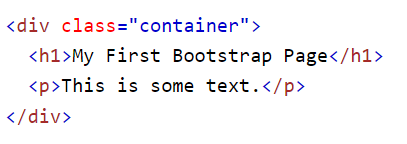 <div class="container">
  <h1>My First Bootstrap Page</h1>
  <p>This is some text.</p>
</div>